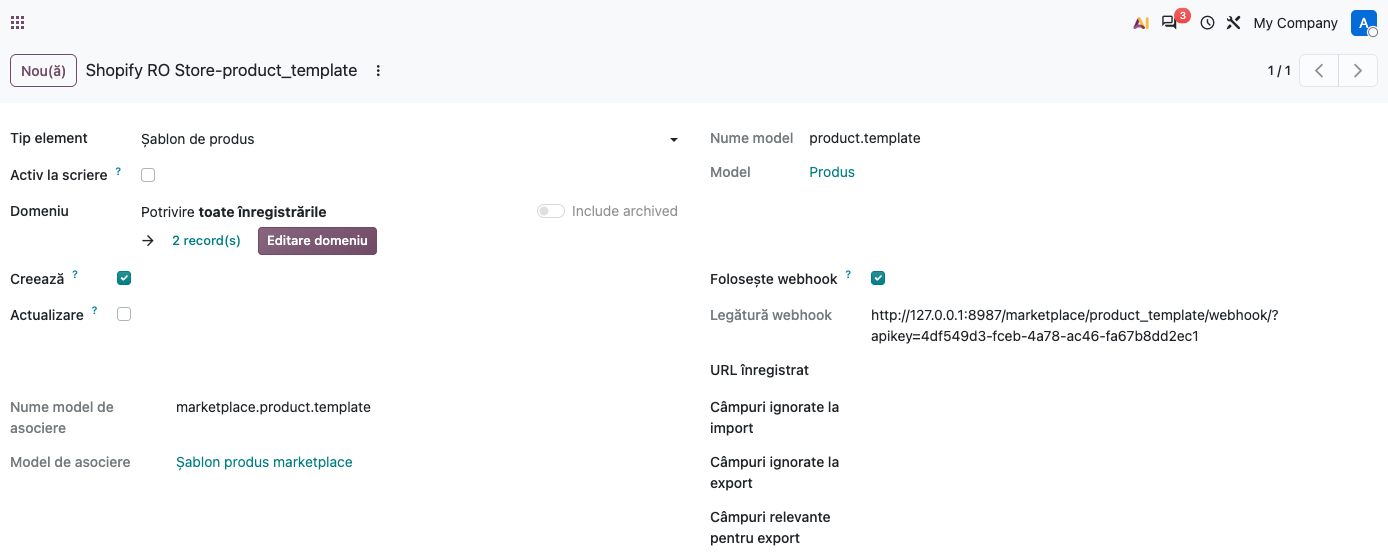 AI 3 My Company A
Nou(ă) Shopify RO Store-product_template 1 / 1
Tip element Șablon de produs
Nume model product.template
Activ la scriere ?
Model Produs
Domeniu Potrivire toate înregistrările Include archived
→ 2 record(s) Editare domeniu
Creează ?
Folosește webhook ?
Actualizare ?
Legătură webhook http://127.0.0.1:8987/marketplace/product_template/webhook/?
apikey=4df549d3-fceb-4a78-ac46-fa67b8dd2ec1
URL înregistrat
Nume model de
asociere
marketplace.product.template
Câmpuri ignorate la
import
Model de asociere Șablon produs marketplace
Câmpuri ignorate la
export
Câmpuri relevante
pentru export